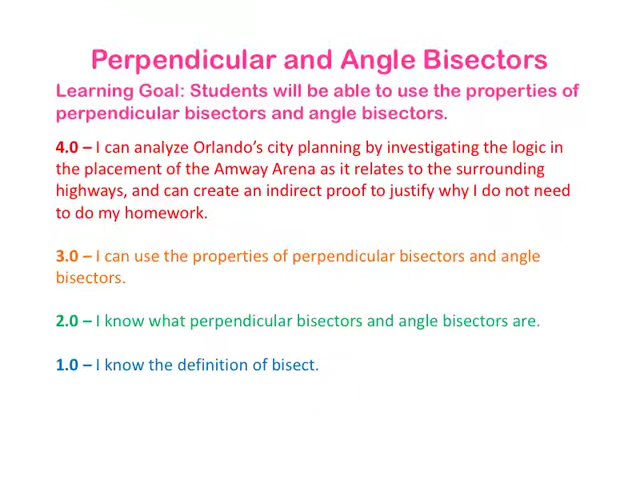 Perpendicular and Angle Bisectors
Learning Goal: Students will be able to use the properties of
perpendicular bisectors and angle bisectors.
4.0 – I can analyze Orlando’s city planning by investigating the logic in
the placement of the Amway Arena as it relates to the surrounding
highways, and can create an indirect proof to justify why I do not need
to do my homework.
3.0 – I can use the properties of perpendicular bisectors and angle
bisectors.
2.0 – I know what perpendicular bisectors and angle bisectors are.
1.0 – I know the definition of bisect.